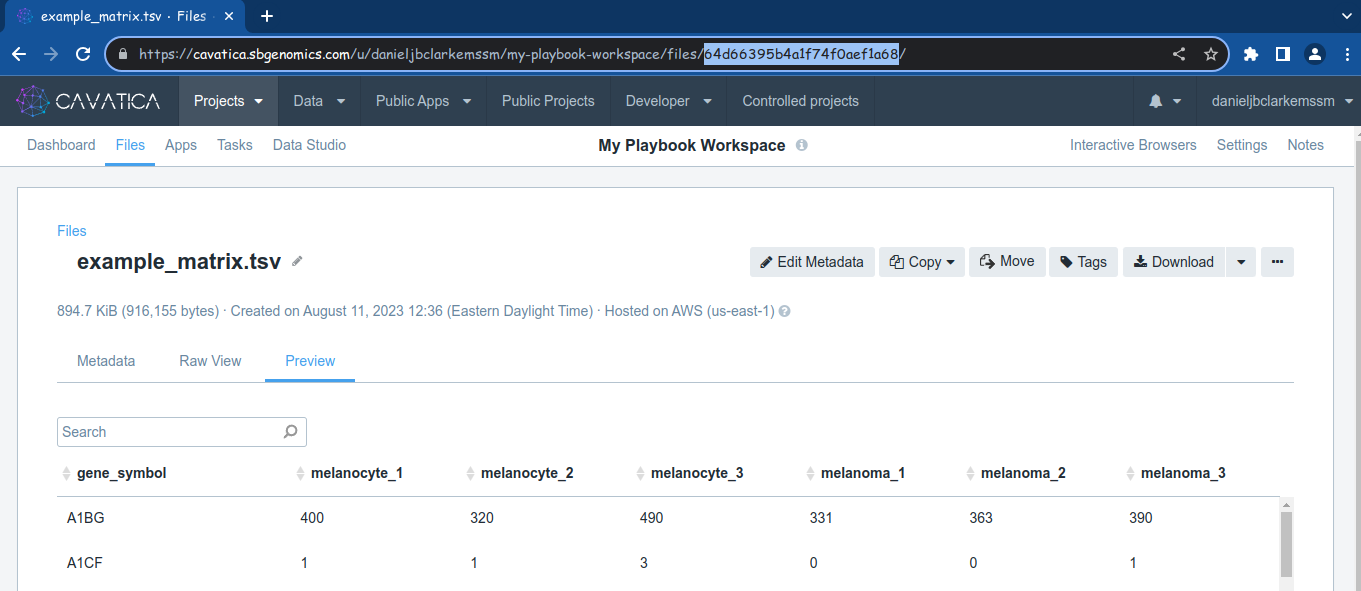 example_matrix.tsv · Files
https://cavatica.sbgenomics.com/u/danieljbclarkemssm/my-playbook-workspace/files/64d66395b4a1f74f0aef1a68/
CAVATICA Projects Data Public Apps Public Projects Developer Controlled projects danieljbclarkemssm
Dashboard Files Apps Tasks Data Studio My Playbook Workspace Interactive Browsers Settings Notes
Files
example_matrix.tsv Edit Metadata Copy Move Tags Download
894.7 KiB (916,155 bytes) · Created on August 11, 2023 12:36 (Eastern Daylight Time) · Hosted on AWS (us-east-1)
Metadata Raw View Preview
Search
gene_symbol melanocyte_1 melanocyte_2 melanocyte_3 melanoma_1 melanoma_2 melanoma_3
A1BG 400 320 490 331 363 390
A1CF 1 1 3 0 0 1